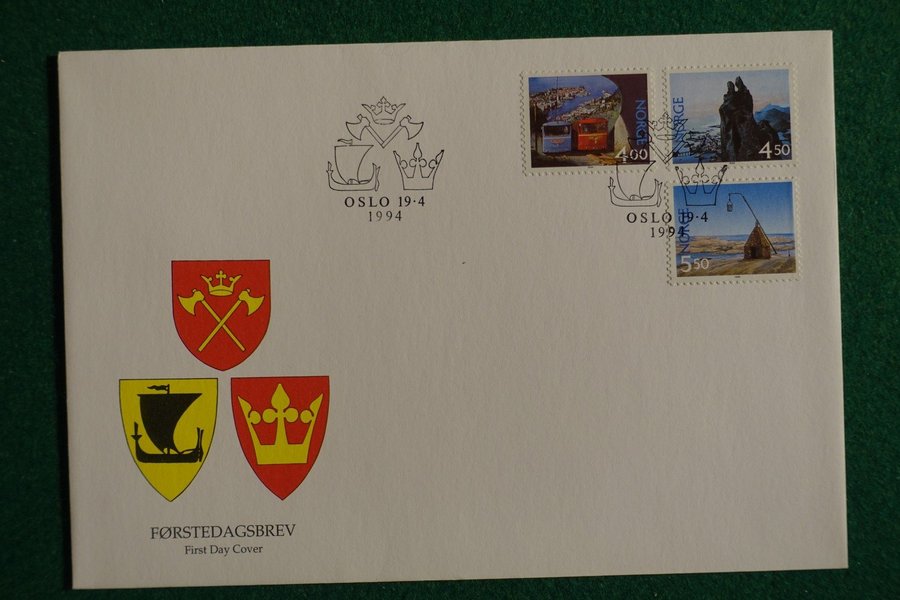 OSLO 19·4
1994
NORGE
4 00
NORGE
4 50
OSLO 19·4
1994
NORGE
5 50
FØRSTEDAGSBREV
First Day Cover